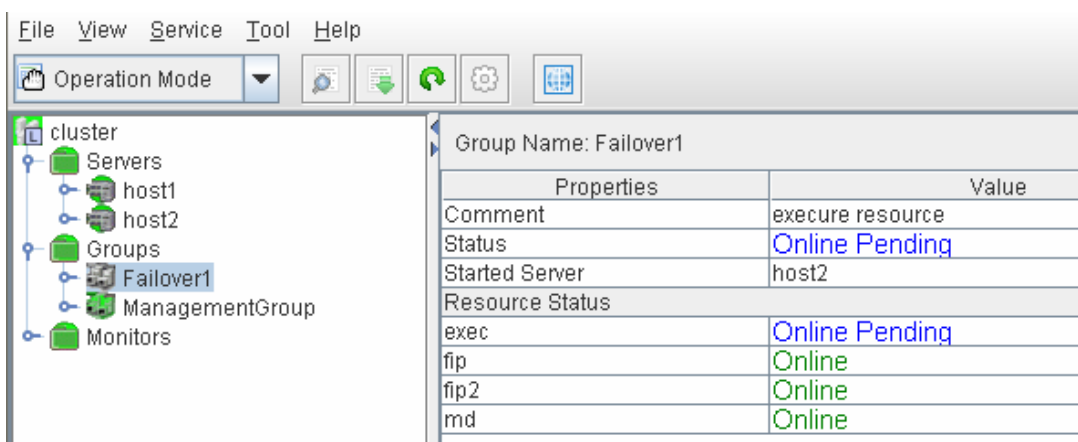 File View Service Tool Help
Operation Mode
cluster
Servers
host1
host2
Groups
Failover1
ManagementGroup
Monitors
Group Name: Failover1
Properties Value
Comment execure resource
Status Online Pending
Started Server host2
Resource Status
exec Online Pending
fip Online
fip2 Online
md Online